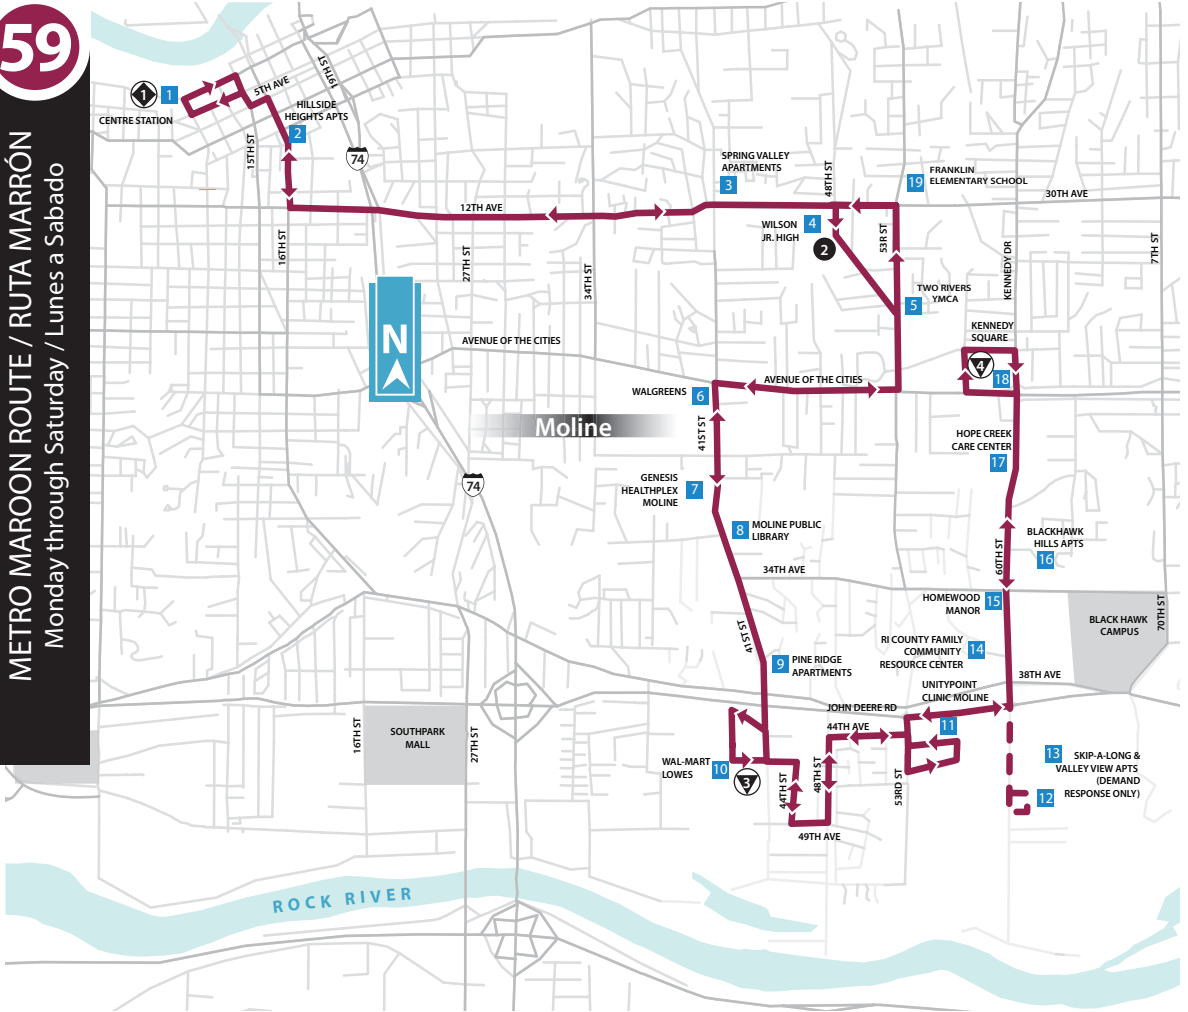 59
METRO MAROON ROUTE / RUTA MARRÓN
Monday through Saturday / Lunes a Sabado
1
1
CENTRE STATION
5TH AVE
19TH ST
HILLSIDE
HEIGHTS APTS
2
15TH ST
74
16TH ST
12TH AVE
27TH ST
34TH ST
SPRING VALLEY
APARTMENTS
3
48TH ST
19
FRANKLIN
ELEMENTARY SCHOOL
30TH AVE
WILSON
JR. HIGH
4
2
53R ST
KENNEDY DR
7TH ST
TWO RIVERS
YMCA
5
N
AVENUE OF THE CITIES
KENNEDY
SQUARE
4
18
WALGREENS
6
AVENUE OF THE CITIES
Moline
41ST ST
HOPE CREEK
CARE CENTER
17
74
GENESIS
HEALTHPLEX
MOLINE
7
8
MOLINE PUBLIC
LIBRARY
BLACKHAWK
HILLS APTS
16
60TH ST
34TH AVE
HOMEWOOD
MANOR
15
BLACK HAWK
CAMPUS
70TH ST
41ST ST
RI COUNTY FAMILY
COMMUNITY
RESOURCE CENTER
14
9
PINE RIDGE
APARTMENTS
38TH AVE
UNITYPOINT
CLINIC MOLINE
11
JOHN DEERE RD
44TH AVE
16TH ST
SOUTHPARK
MALL
27TH ST
WAL-MART
LOWES
10
3
44TH ST
48TH ST
53RD ST
49TH AVE
13
SKIP-A-LONG &
VALLEY VIEW APTS
(DEMAND
RESPONSE ONLY)
12
ROCK RIVER